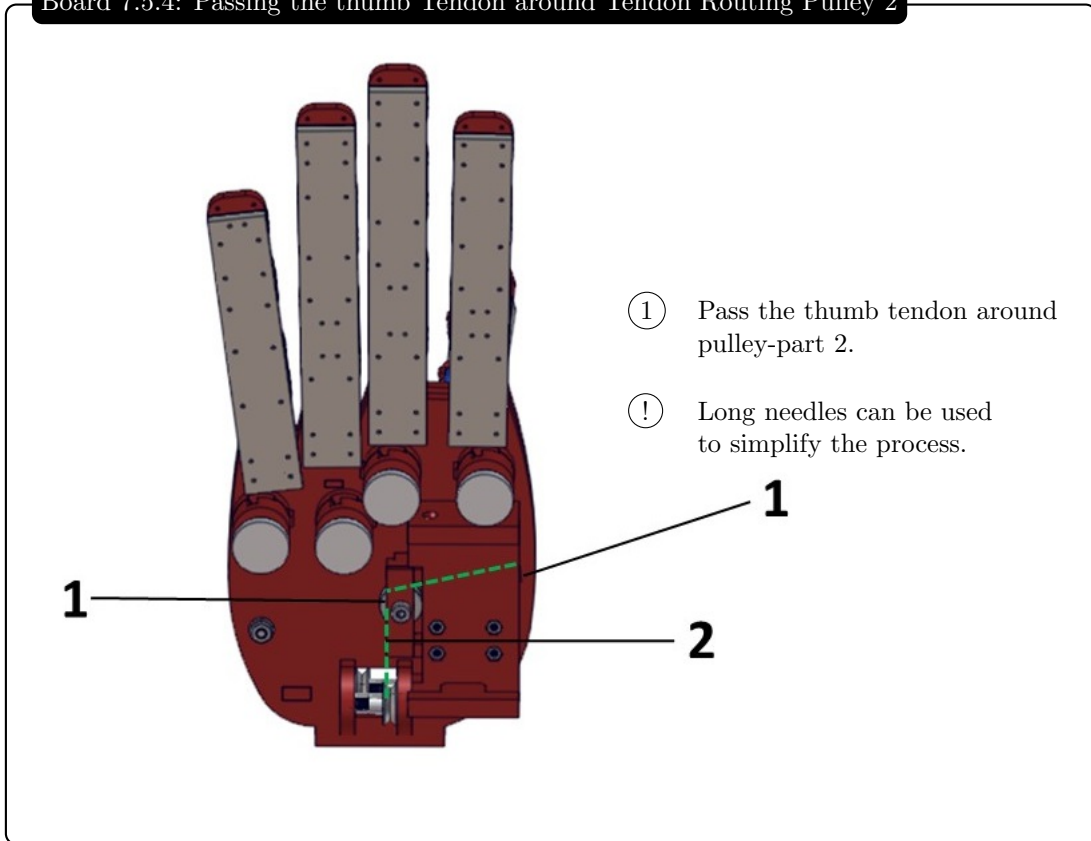 Board 7.5.4: Passing the thumb Tendon around Tendon Routing Pulley 2
1 Pass the thumb tendon around
pulley-part 2.
! Long needles can be used
to simplify the process.
1
1
2